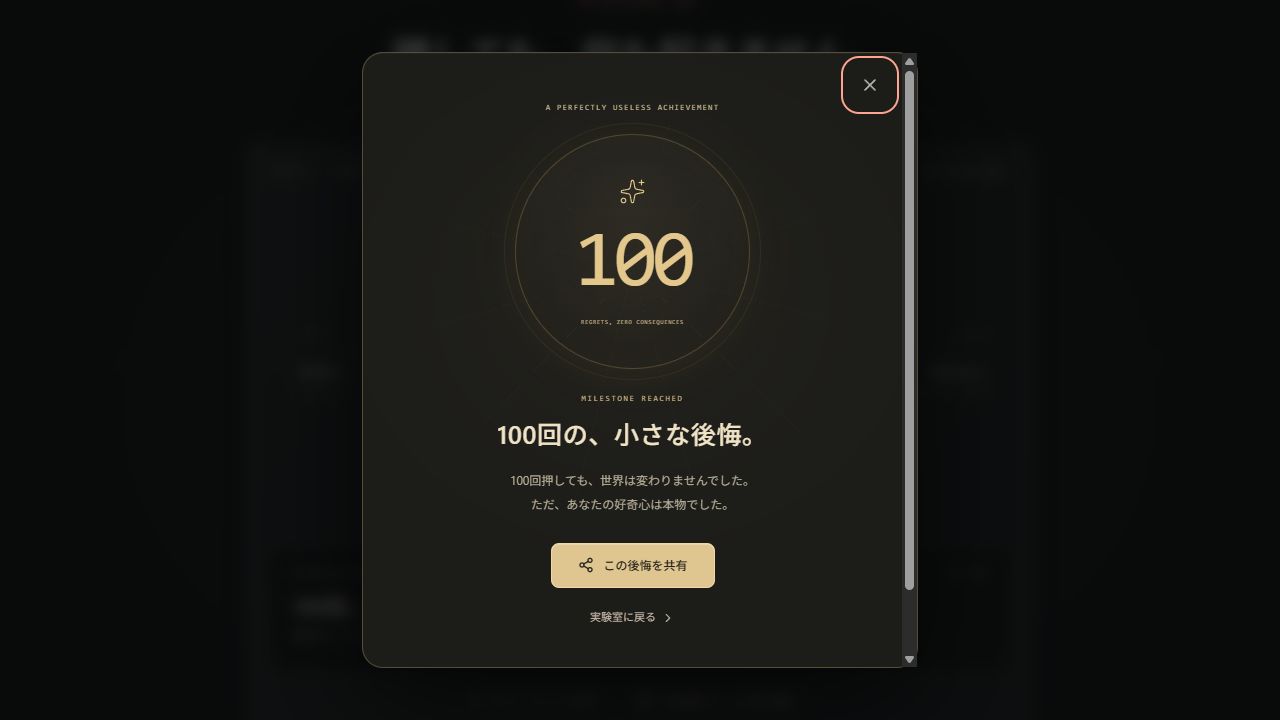 A PERFECTLY USELESS ACHIEVEMENT
100
REGRETS, ZERO CONSEQUENCES
MILESTONE REACHED
100回の、小さな後悔。
100回押しても、世界は変わりませんでした。
ただ、あなたの好奇心は本物でした。
この後悔を共有
実験室に戻る